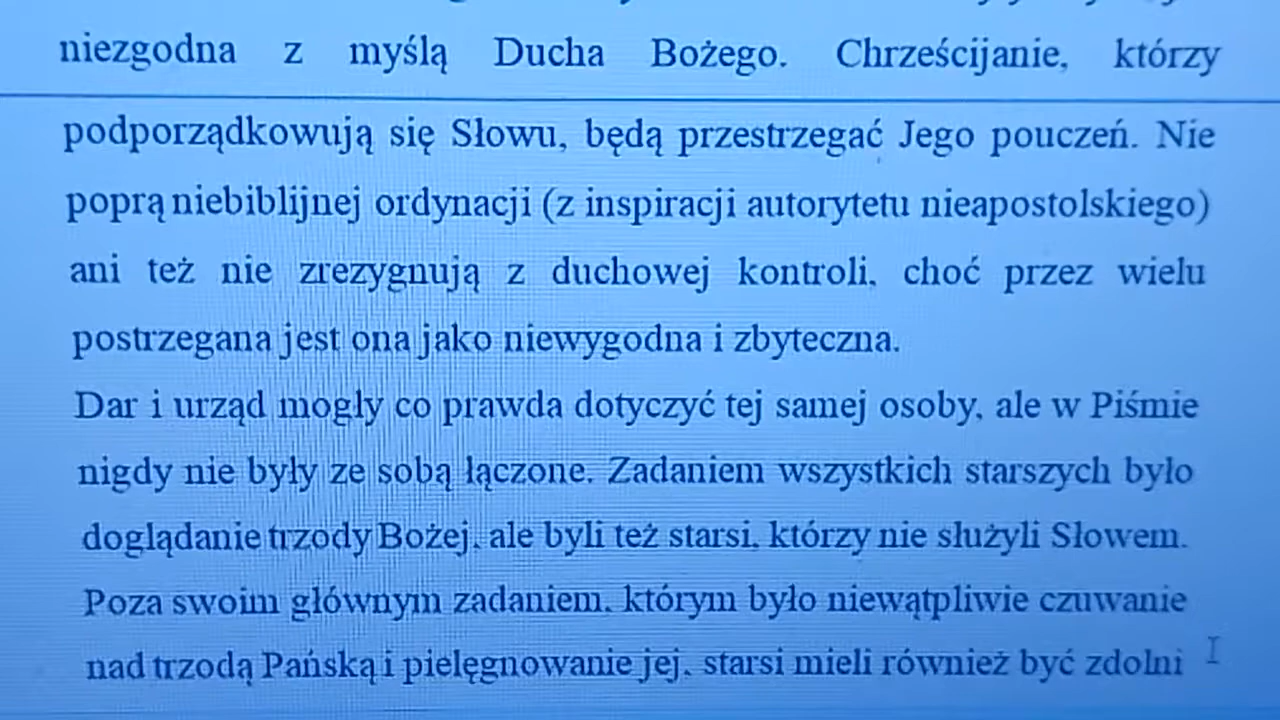 niezgodna z myślą Ducha Bożego. Chrześcijanie, którzy
podporządkowują się Słowu, będą przestrzegać Jego pouczeń. Nie
poprą niebiblijnej ordynacji (z inspiracji autorytetu nieapostolskiego)
ani też nie zrezygnują z duchowej kontroli, choć przez wielu
postrzegana jest ona jako niewygodna i zbyteczna.
Dar i urząd mogły co prawda dotyczyć tej samej osoby, ale w Piśmie
nigdy nie były ze sobą łączone. Zadaniem wszystkich starszych było
doglądanie trzody Bożej, ale byli też starsi, którzy nie służyli Słowem.
Poza swoim głównym zadaniem, którym było niewątpliwie czuwanie
nad trzodą Pańską i pielęgnowanie jej, starsi mieli również być zdolni